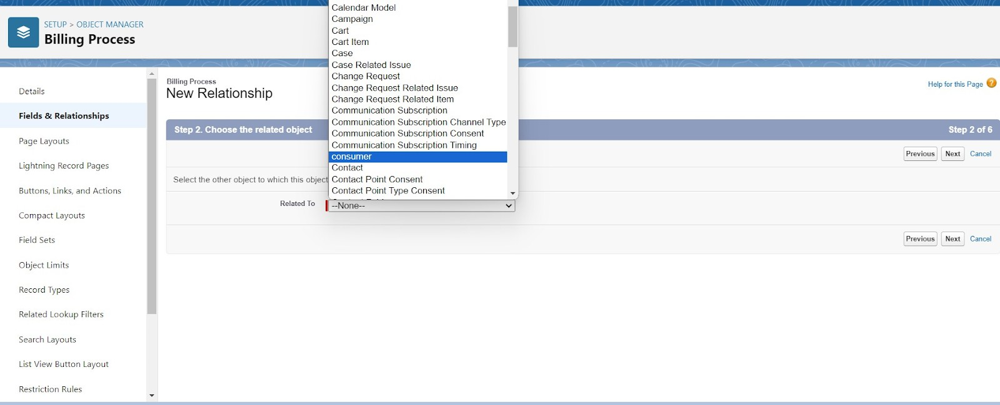 SETUP > OBJECT MANAGER
Billing Process
Details
Fields & Relationships
Page Layouts
Lightning Record Pages
Buttons, Links, and Actions
Compact Layouts
Field Sets
Object Limits
Record Types
Related Lookup Filters
Search Layouts
List View Button Layout
Restriction Rules
Billing Process
New Relationship
Help for this Page ?
Step 2. Choose the related object
Step 2 of 6
Previous Next Cancel
Select the other object to which this object
Calendar Model
Campaign
Cart
Cart Item
Case
Case Related Issue
Change Request
Change Request Related Issue
Change Request Related Item
Communication Subscription
Communication Subscription Channel Type
Communication Subscription Consent
Communication Subscription Timing
consumer
Contact
Contact Point Consent
Contact Point Type Consent
Related To
--None--
Previous Next Cancel